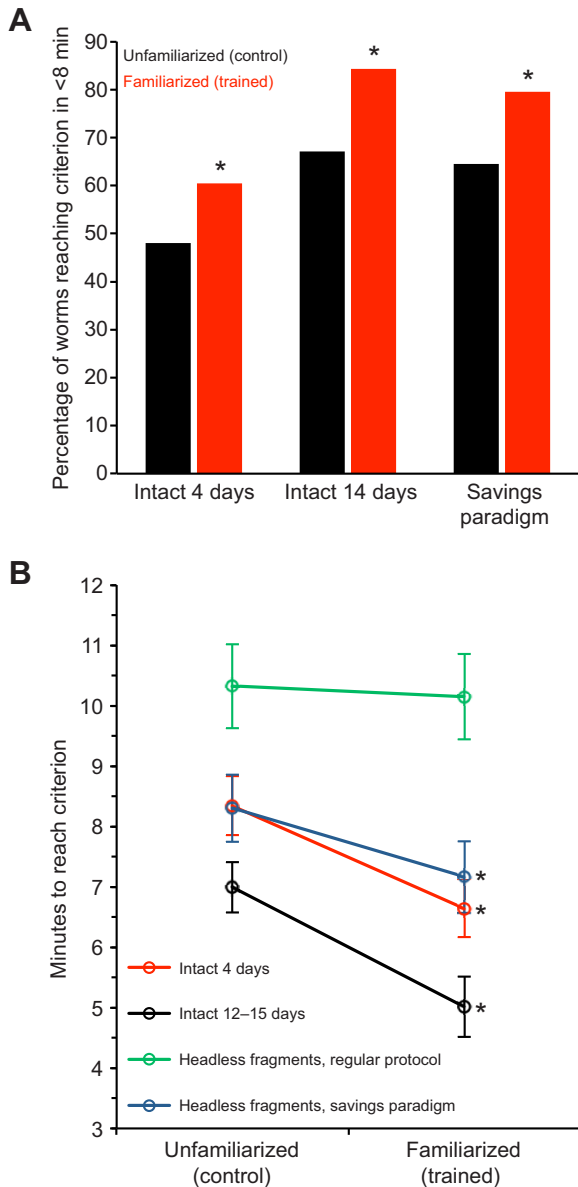 A
Percentage of worms reaching criterion in <8 min
90
80
70
60
50
40
30
20
10
0
Unfamiliarized (control)
Familiarized (trained)
*
*
*
Intact 4 days
Intact 14 days
Savings
paradigm
B
Minutes to reach criterion
12
11
10
9
8
7
6
5
4
3
*
*
*
Intact 4 days
Intact 12–15 days
Headless fragments, regular protocol
Headless fragments, savings paradigm
Unfamiliarized
(control)
Familiarized
(trained)